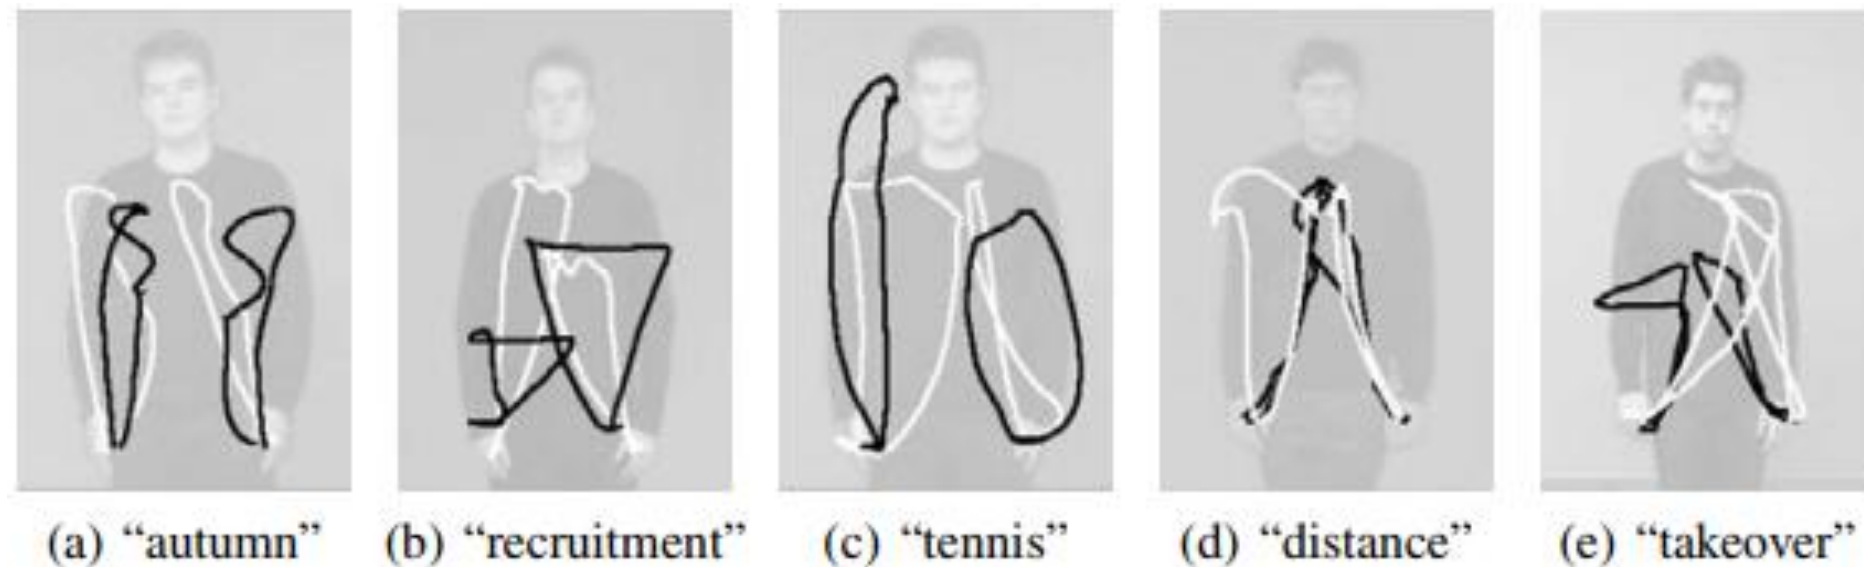 (a) “autumn” (b) “recruitment” (c) “tennis” (d) “distance” (e) “takeover”